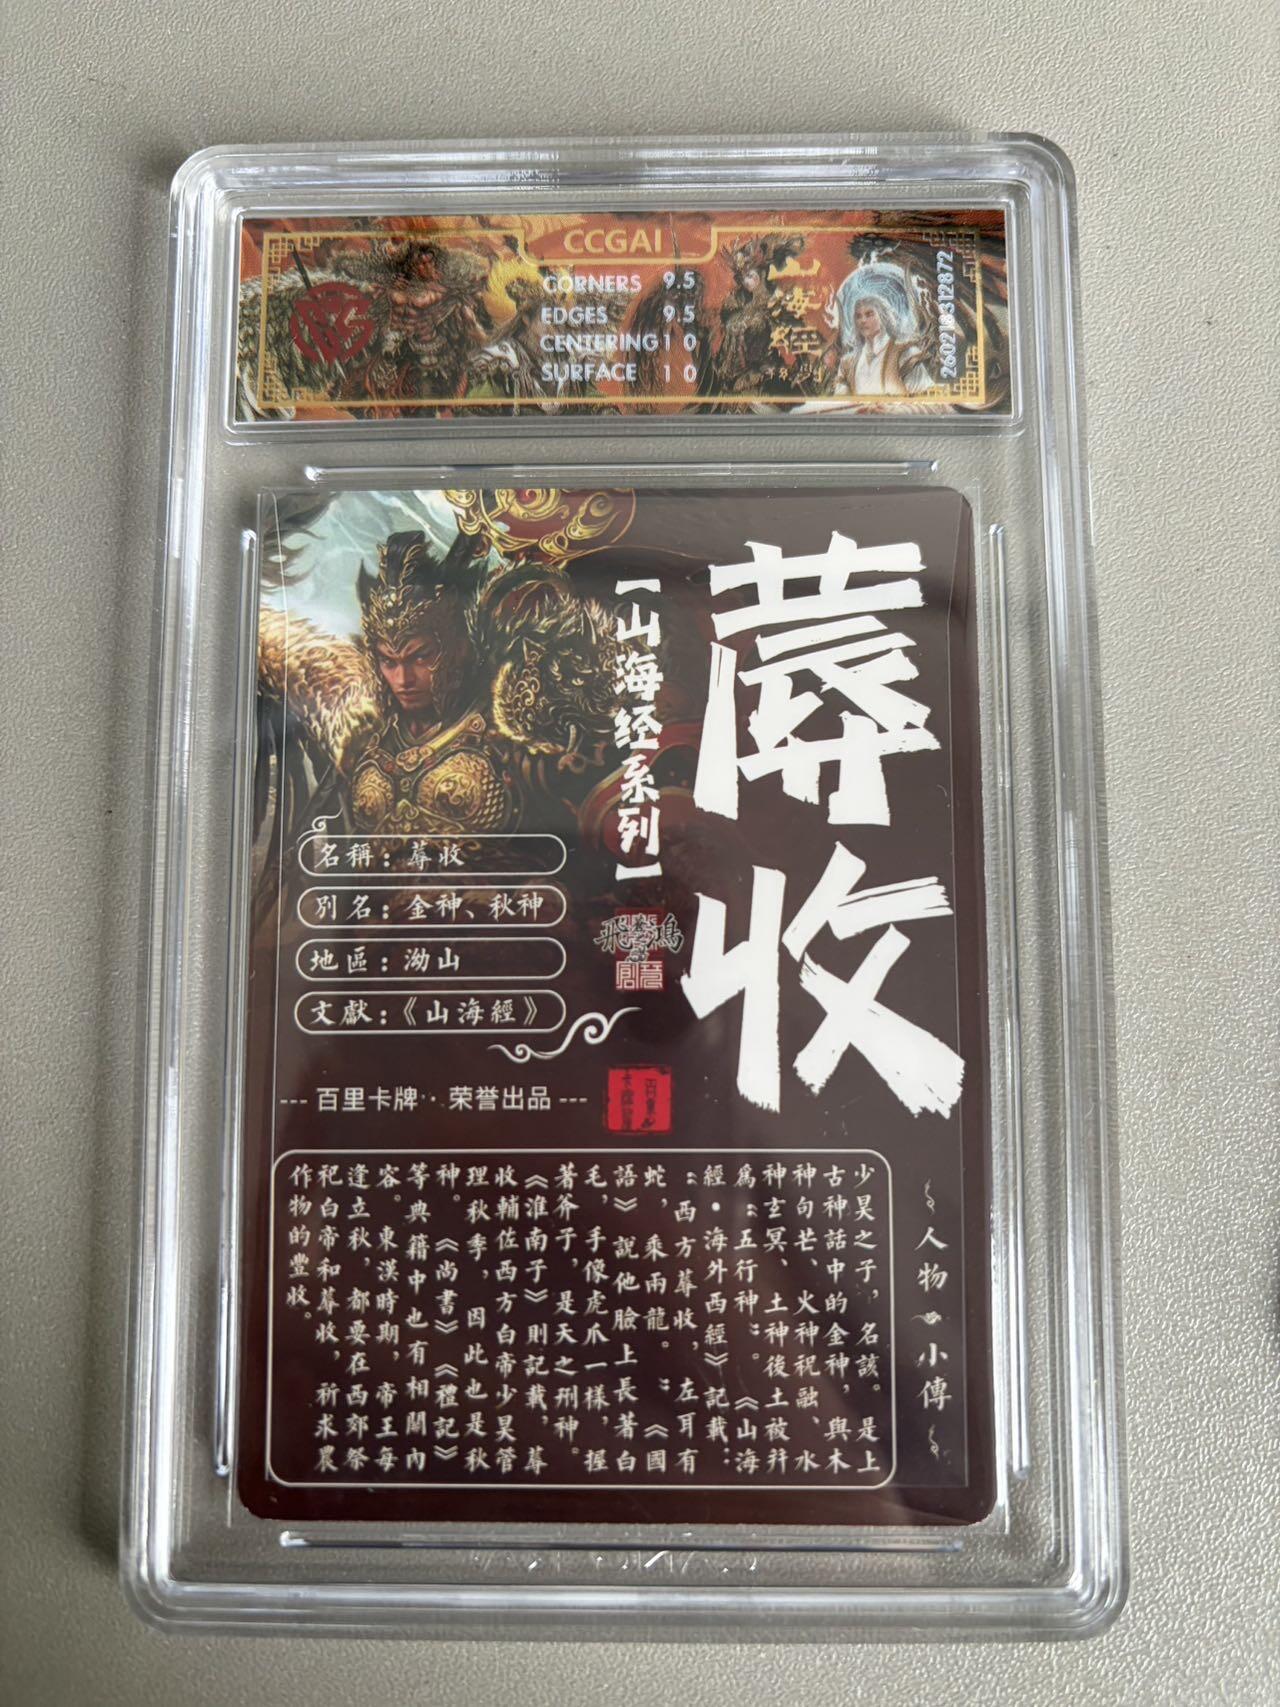 CCGAI
CORNERS 9.5
EDGES 9.5
CENTERING 10
SURFACE 10
山海經
系列
260218312872
蓐收
【山海经系列】
飛鴻
創意
名稱：蓐收
別名：金神、秋神
地區：泑山
文獻：《山海經》
--- 百里卡牌·· 荣誉出品 ---
人物小傳
少昊之子，名該。是上
古神話中的金神，與木
神句芒、火神祝融、水
神玄冥、土神後土被幷
爲“五行神”。《山海
經·海外西經》記載：
“西方蓐收，左耳有
蛇，乘兩龍。”《國
語》說他臉上長著白
毛，手像虎爪一樣，握
著斧子，是天之刑神。
《淮南子》則記載，蓐
收輔佐西方白帝少昊管
理秋季，因此也是秋
神。《尚書》《禮記》
等典籍中也有相關內
容。東漢時期，帝王每
逢立秋，都要在西郊祭
祀白帝和蓐收，祈求農
作物的豐收。